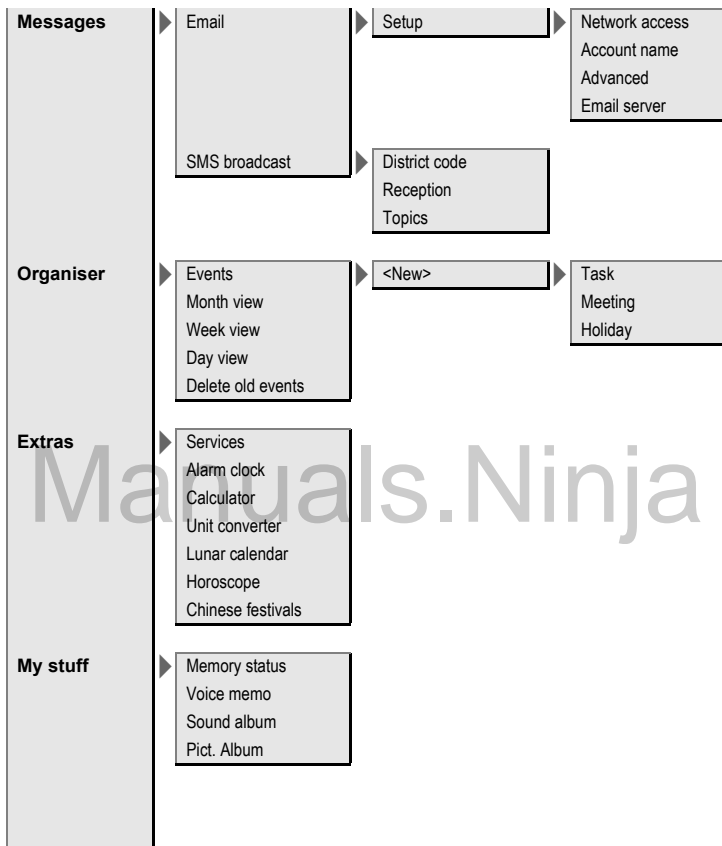 Messages
Email
Setup
Network access
Account name
Advanced
Email server
SMS broadcast
District code
Reception
Topics
Organiser
Events
<New>
Task
Month view
Meeting
Week view
Holiday
Day view
Delete old events
Extras
Services
Alarm clock
Calculator
Unit converter
Lunar calendar
Horoscope
Chinese festivals
Manuals.Ninja
My stuff
Memory status
Voice memo
Sound album
Pict. Album